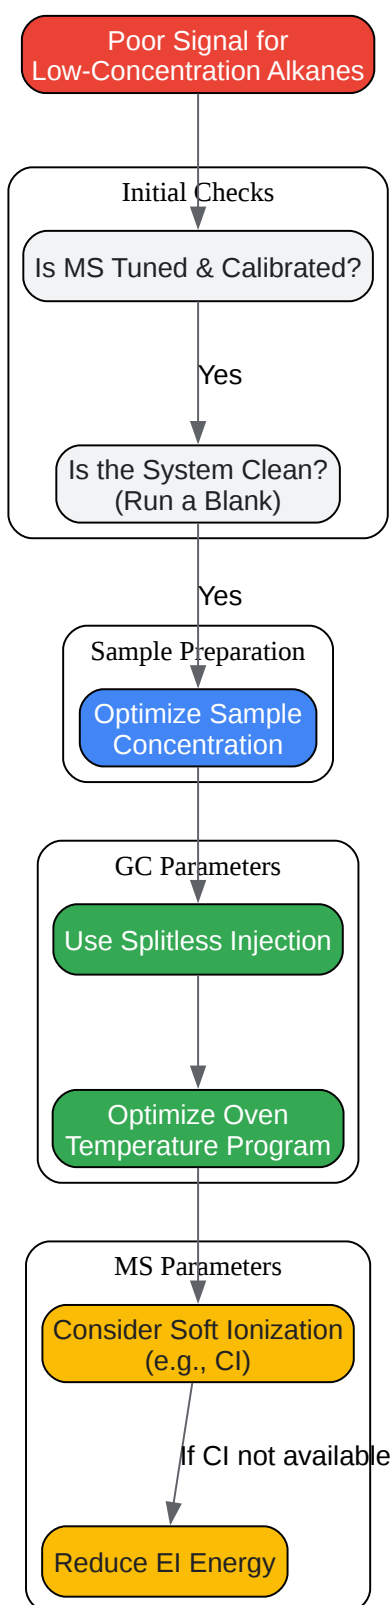 Poor Signal for
Low-Concentration Alkanes
Initial Checks
Is MS Tuned & Calibrated?
Yes
Is the System Clean?
(Run a Blank)
Yes
Sample Preparation
Optimize Sample
Concentration
GC Parameters
Use Splitless Injection
Optimize Oven
Temperature Program
MS Parameters
Consider Soft Ionization
(e.g., CI)
If CI not available
Reduce EI Energy